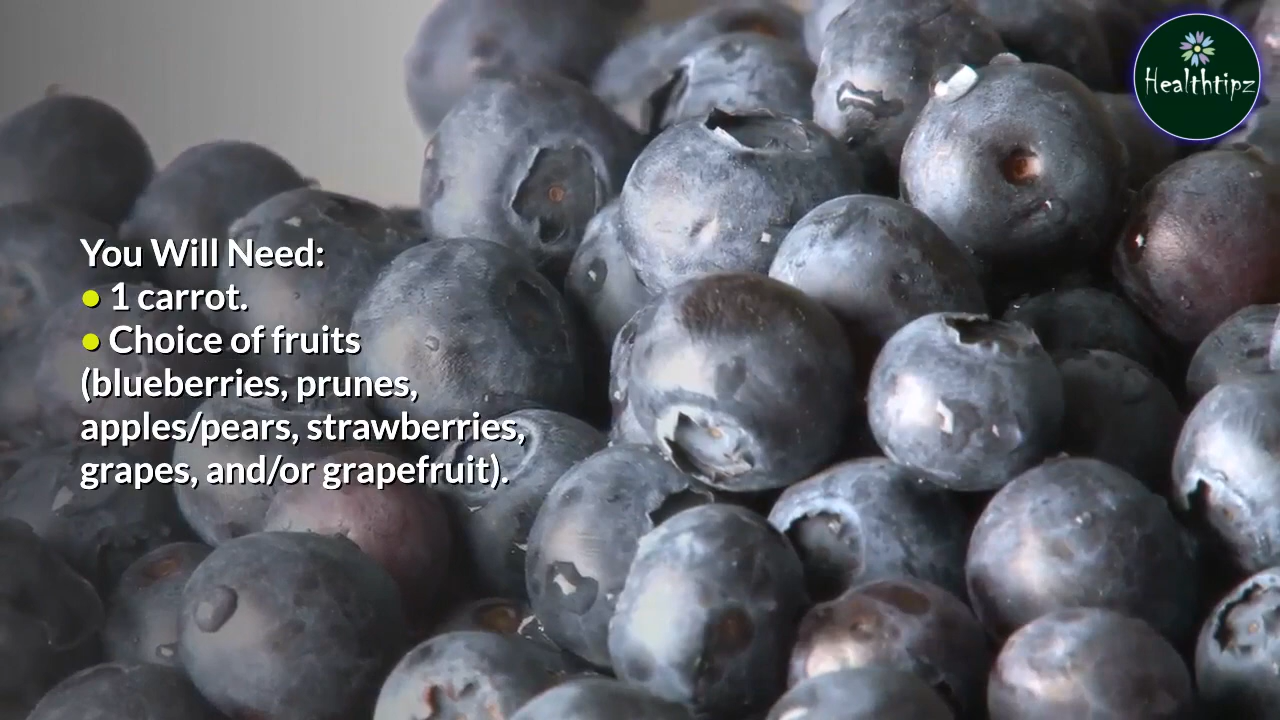 Healthtipz
You Will Need:
• 1 carrot.
• Choice of fruits
(blueberries, prunes,
apples/pears, strawberries,
grapes, and/or grapefruit).